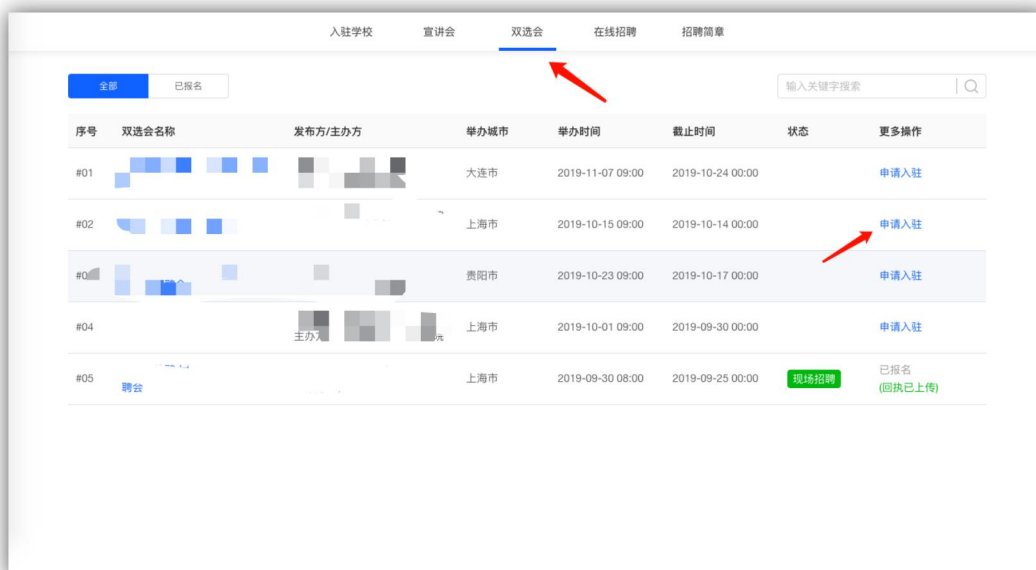 入驻学校 宣讲会 双选会 在线招聘 招聘简章
全部 已报名 输入关键字搜索
序号 双选会名称 发布方/主办方 举办城市 举办时间 截止时间 状态 更多操作
#01 大连市 2019-11-07 09:00 2019-10-24 00:00 申请入驻
#02 上海市 2019-10-15 09:00 2019-10-14 00:00 申请入驻
贵阳市 2019-10-23 09:00 2019-10-17 00:00 申请入驻
#04 上海市 2019-10-01 09:00 2019-09-30 00:00 申请入驻
主办
#05 上海市 2019-09-30 08:00 2019-09-25 00:00 现场招聘 已报名
聘会 (回执已上传)